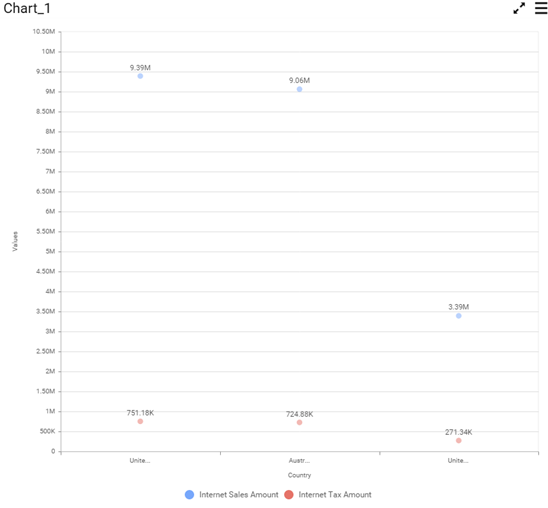 Chart_1
10.50M
10M
9.50M
9M
8.50M
8M
7.50M
7M
6.50M
6M
5.50M
5M
4.50M
4M
3.50M
3M
2.50M
2M
1.50M
1M
500K
0
Values
9.39M
9.06M
3.39M
751.18K
724.88K
271.34K
Unite...
Austr...
Unite...
Country
Internet Sales Amount
Internet Tax Amount